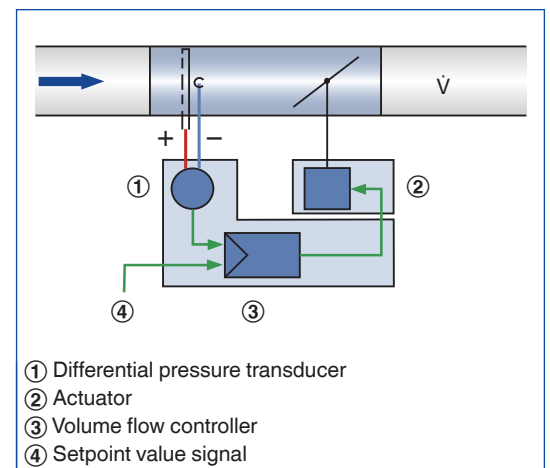 V̇
+ −
① ②
④ ③
① Differential pressure transducer
② Actuator
③ Volume flow controller
④ Setpoint value signal